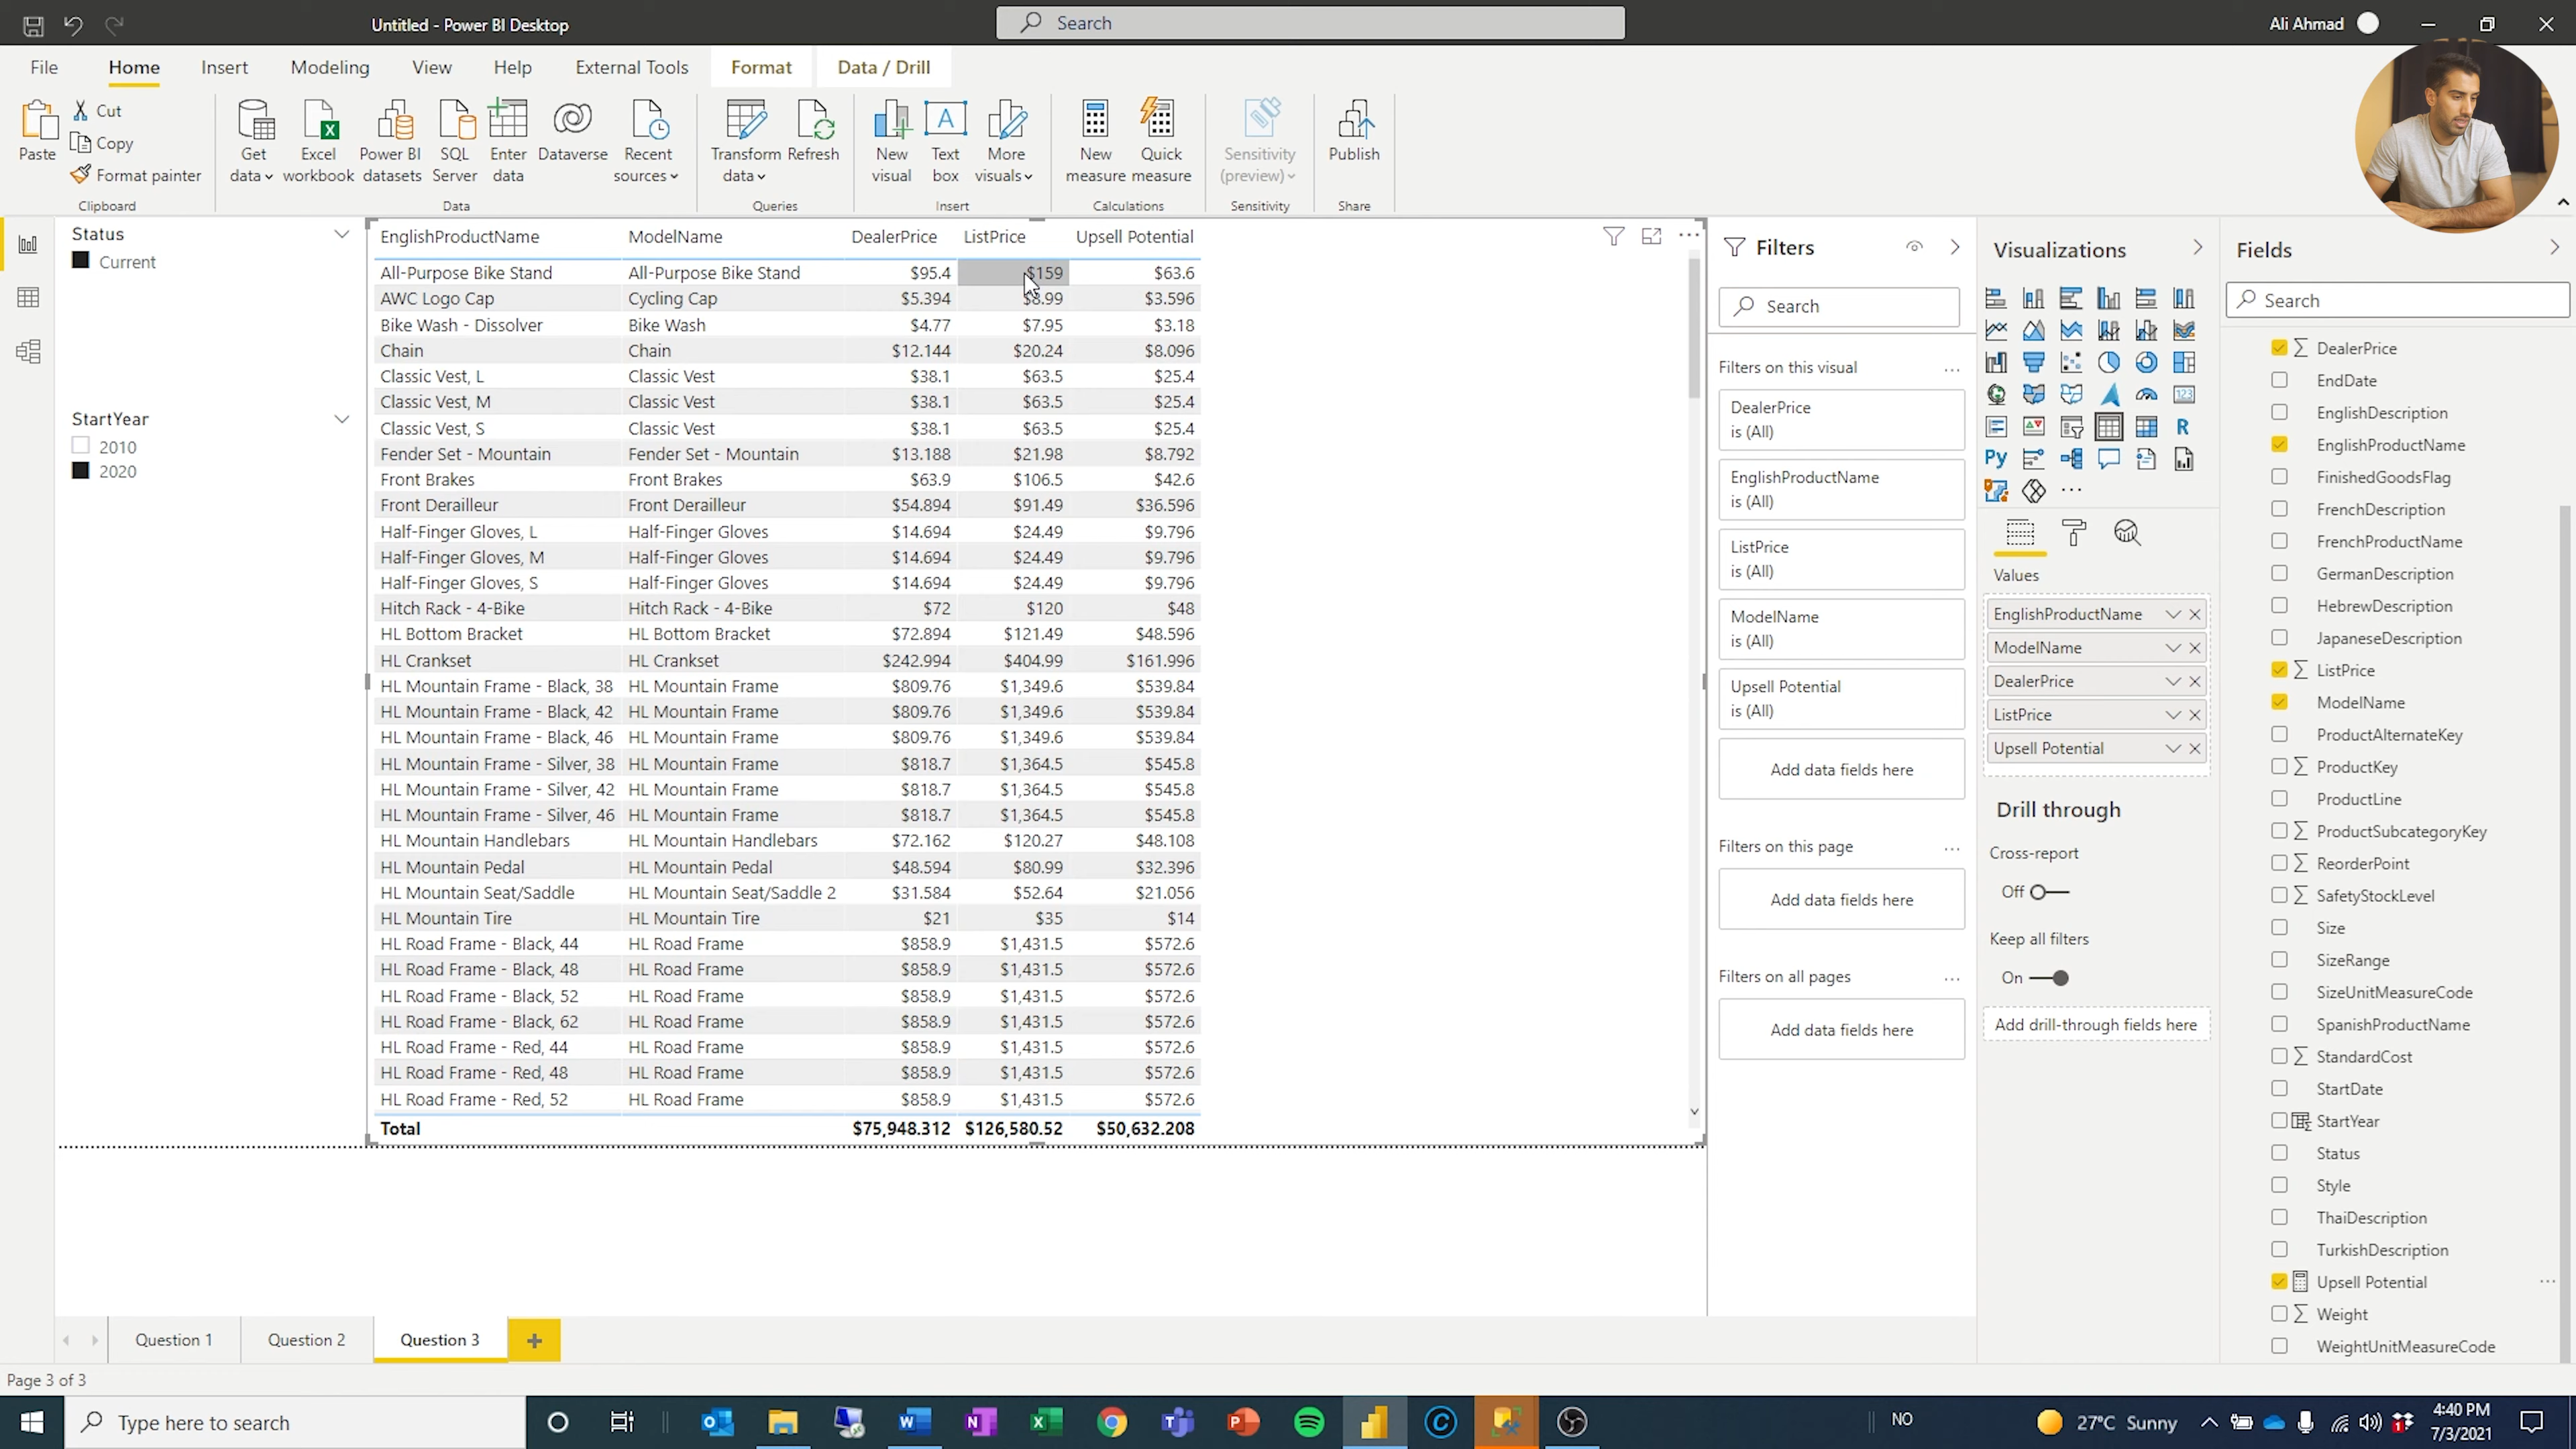 Untitled - Power BI Desktop
Search
Ali Ahmad
File
Home
Insert
Modeling
View
Help
External Tools
Format
Data / Drill
Paste
Cut
Copy
Format painter
Clipboard
Get data
Excel workbook
Power BI datasets
SQL Server
Enter data
Dataverse
Recent sources
Data
Transform data
Refresh
Queries
New visual
Text box
More visuals
Insert
New measure
Quick measure
Calculations
Sensitivity (preview)
Sensitivity
Publish
Share
Status
Current
StartYear
2010
2020
EnglishProductName ModelName DealerPrice ListPrice Upsell Potential
All-Purpose Bike Stand All-Purpose Bike Stand $95.4 $159 $63.6
AWC Logo Cap Cycling Cap $5.394 $8.99 $3.596
Bike Wash - Dissolver Bike Wash $4.77 $7.95 $3.18
Chain Chain $12.144 $20.24 $8.096
Classic Vest, L Classic Vest $38.1 $63.5 $25.4
Classic Vest, M Classic Vest $38.1 $63.5 $25.4
Classic Vest, S Classic Vest $38.1 $63.5 $25.4
Fender Set - Mountain Fender Set - Mountain $13.188 $21.98 $8.792
Front Brakes Front Brakes $63.9 $106.5 $42.6
Front Derailleur Front Derailleur $54.894 $91.49 $36.596
Half-Finger Gloves, L Half-Finger Gloves $14.694 $24.49 $9.796
Half-Finger Gloves, M Half-Finger Gloves $14.694 $24.49 $9.796
Half-Finger Gloves, S Half-Finger Gloves $14.694 $24.49 $9.796
Hitch Rack - 4-Bike Hitch Rack - 4-Bike $72 $120 $48
HL Bottom Bracket HL Bottom Bracket $72.894 $121.49 $48.596
HL Crankset HL Crankset $242.994 $404.99 $161.996
HL Mountain Frame - Black, 38 HL Mountain Frame $809.76 $1,349.6 $539.84
HL Mountain Frame - Black, 42 HL Mountain Frame $809.76 $1,349.6 $539.84
HL Mountain Frame - Black, 46 HL Mountain Frame $809.76 $1,349.6 $539.84
HL Mountain Frame - Silver, 38 HL Mountain Frame $818.7 $1,364.5 $545.8
HL Mountain Frame - Silver, 42 HL Mountain Frame $818.7 $1,364.5 $545.8
HL Mountain Frame - Silver, 46 HL Mountain Frame $818.7 $1,364.5 $545.8
HL Mountain Handlebars HL Mountain Handlebars $72.162 $120.27 $48.108
HL Mountain Pedal HL Mountain Pedal $48.594 $80.99 $32.396
HL Mountain Seat/Saddle HL Mountain Seat/Saddle 2 $31.584 $52.64 $21.056
HL Mountain Tire HL Mountain Tire $21 $35 $14
HL Road Frame - Black, 44 HL Road Frame $858.9 $1,431.5 $572.6
HL Road Frame - Black, 48 HL Road Frame $858.9 $1,431.5 $572.6
HL Road Frame - Black, 52 HL Road Frame $858.9 $1,431.5 $572.6
HL Road Frame - Black, 62 HL Road Frame $858.9 $1,431.5 $572.6
HL Road Frame - Red, 44 HL Road Frame $858.9 $1,431.5 $572.6
HL Road Frame - Red, 48 HL Road Frame $858.9 $1,431.5 $572.6
HL Road Frame - Red, 52 HL Road Frame $858.9 $1,431.5 $572.6
Total $75,948.312 $126,580.52 $50,632.208
Filters
Search
Filters on this visual
DealerPrice
is (All)
EnglishProductName
is (All)
ListPrice
is (All)
ModelName
is (All)
Upsell Potential
is (All)
Add data fields here
Filters on this page
Add data fields here
Filters on all pages
Add data fields here
Visualizations
123
R
Py
Values
EnglishProductName
ModelName
DealerPrice
ListPrice
Upsell Potential
Drill through
Cross-report
Off
Keep all filters
On
Add drill-through fields here
Fields
Search
DealerPrice
EndDate
EnglishDescription
EnglishProductName
FinishedGoodsFlag
FrenchDescription
FrenchProductName
GermanDescription
HebrewDescription
JapaneseDescription
ListPrice
ModelName
ProductAlternateKey
ProductKey
ProductLine
ProductSubcategoryKey
ReorderPoint
SafetyStockLevel
Size
SizeRange
SizeUnitMeasureCode
SpanishProductName
StandardCost
StartDate
StartYear
Status
Style
ThaiDescription
TurkishDescription
Upsell Potential
Weight
WeightUnitMeasureCode
Question 1
Question 2
Question 3
Page 3 of 3
Type here to search
NO
27°C Sunny
4:40 PM
7/3/2021